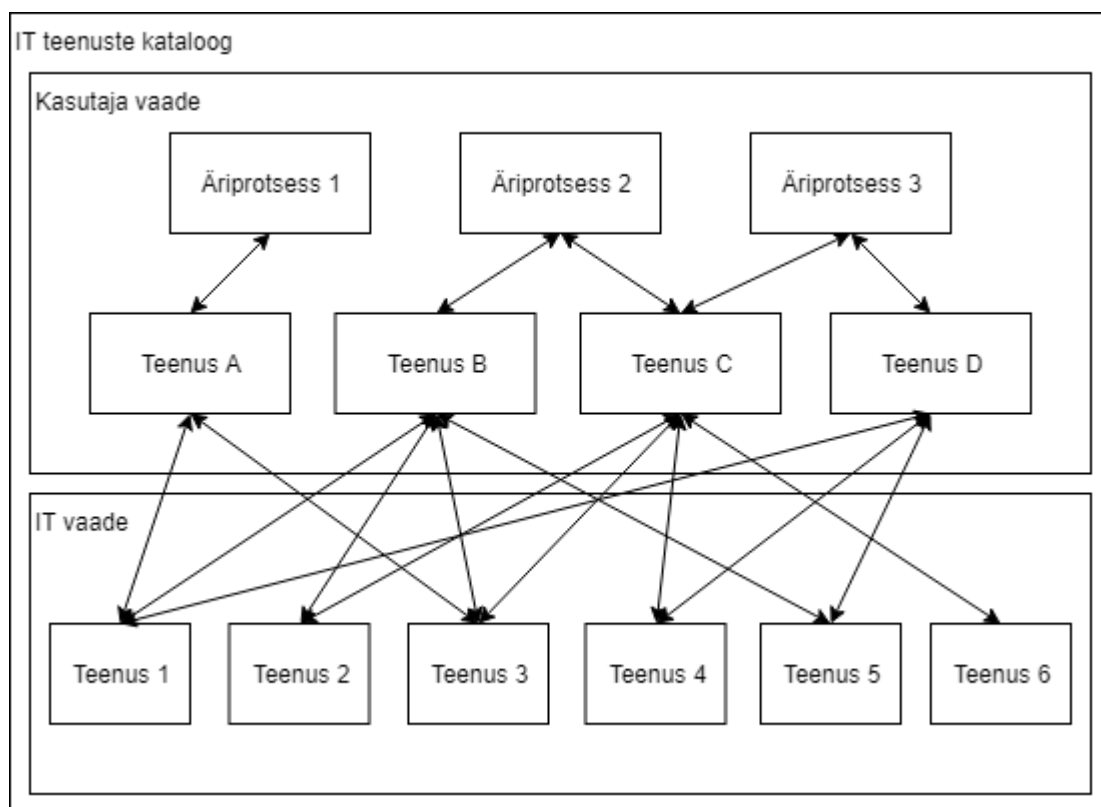 IT teenuste kataloog
Kasutaja vaade
Äriprotsess 1
Äriprotsess 2
Äriprotsess 3
Teenus A
Teenus B
Teenus C
Teenus D
IT vaade
Teenus 1
Teenus 2
Teenus 3
Teenus 4
Teenus 5
Teenus 6